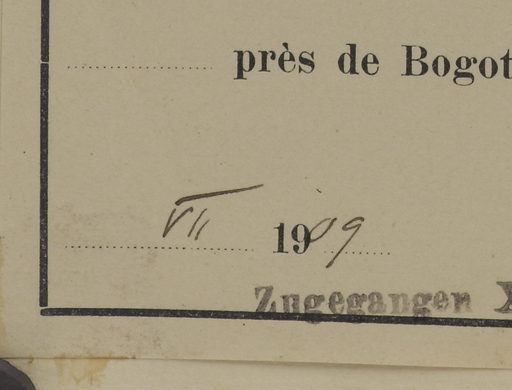 près de Bogot
VII 1909
Zugegangen X